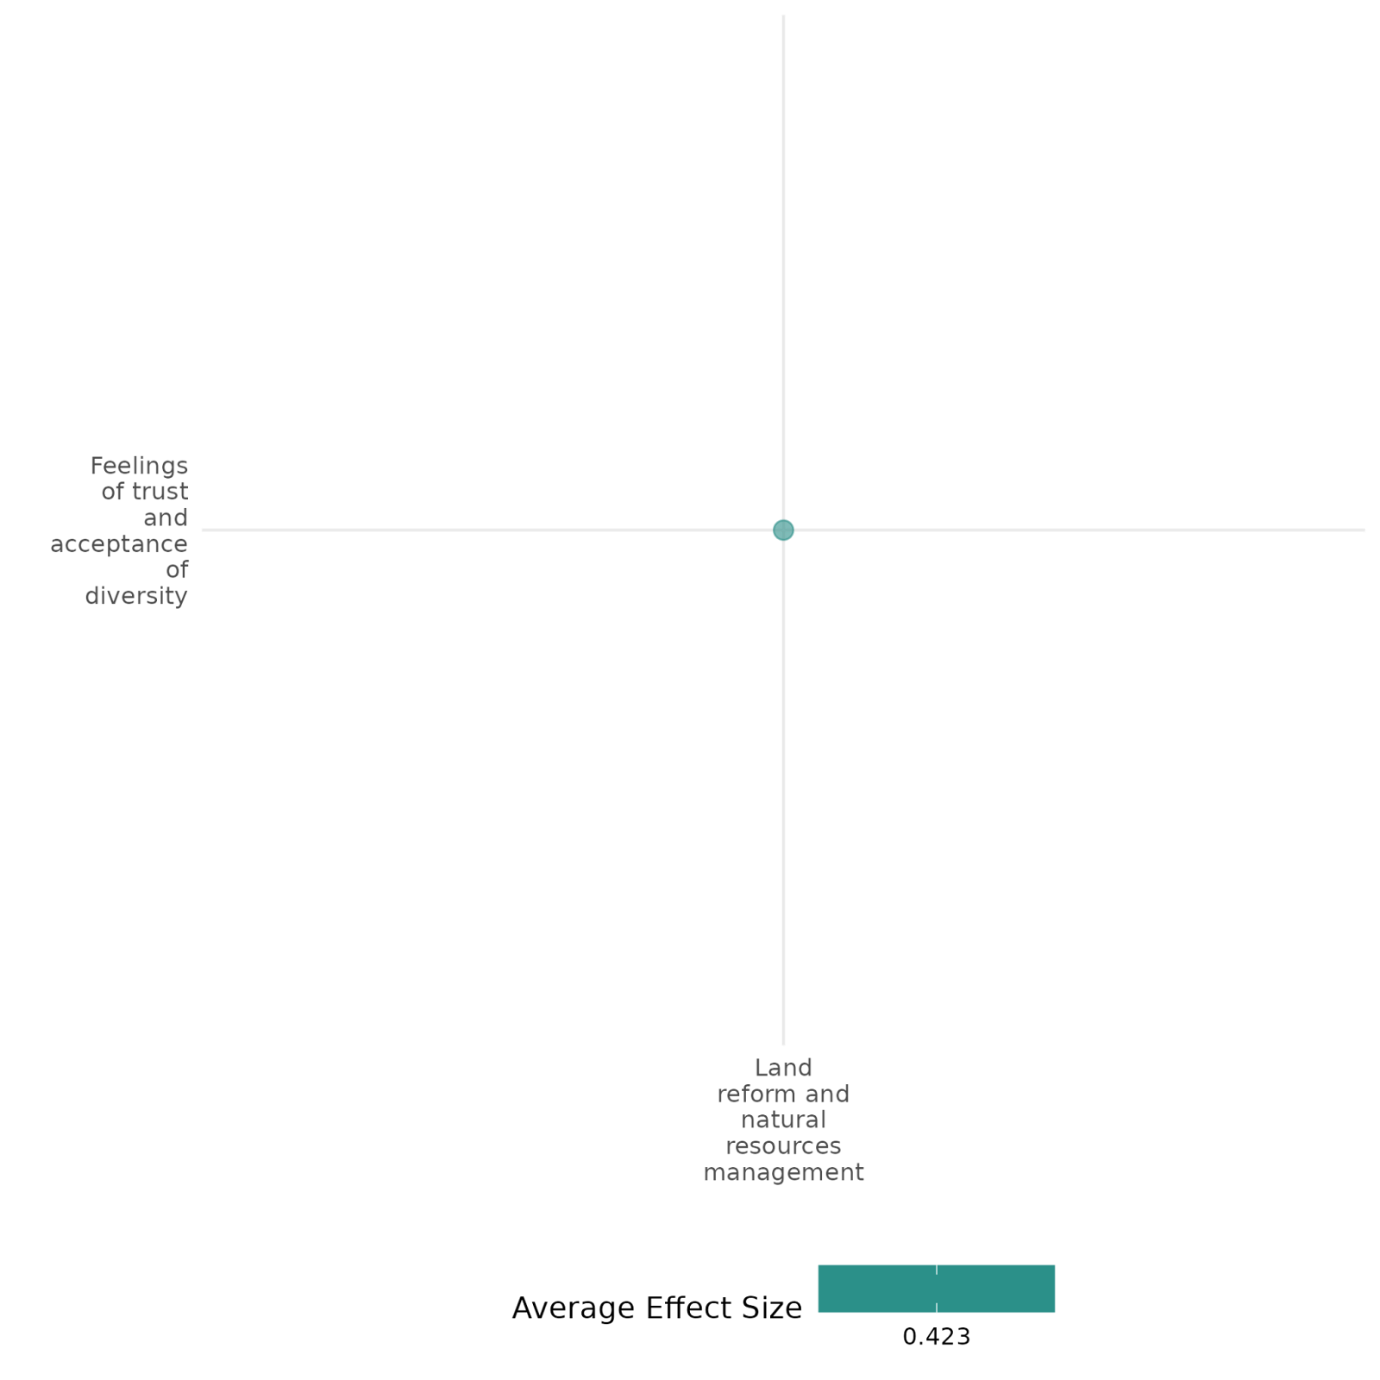 Feelings
of trust
and
acceptance
of
diversity
Land
reform and
natural
resources
management
Average Effect Size
0.423